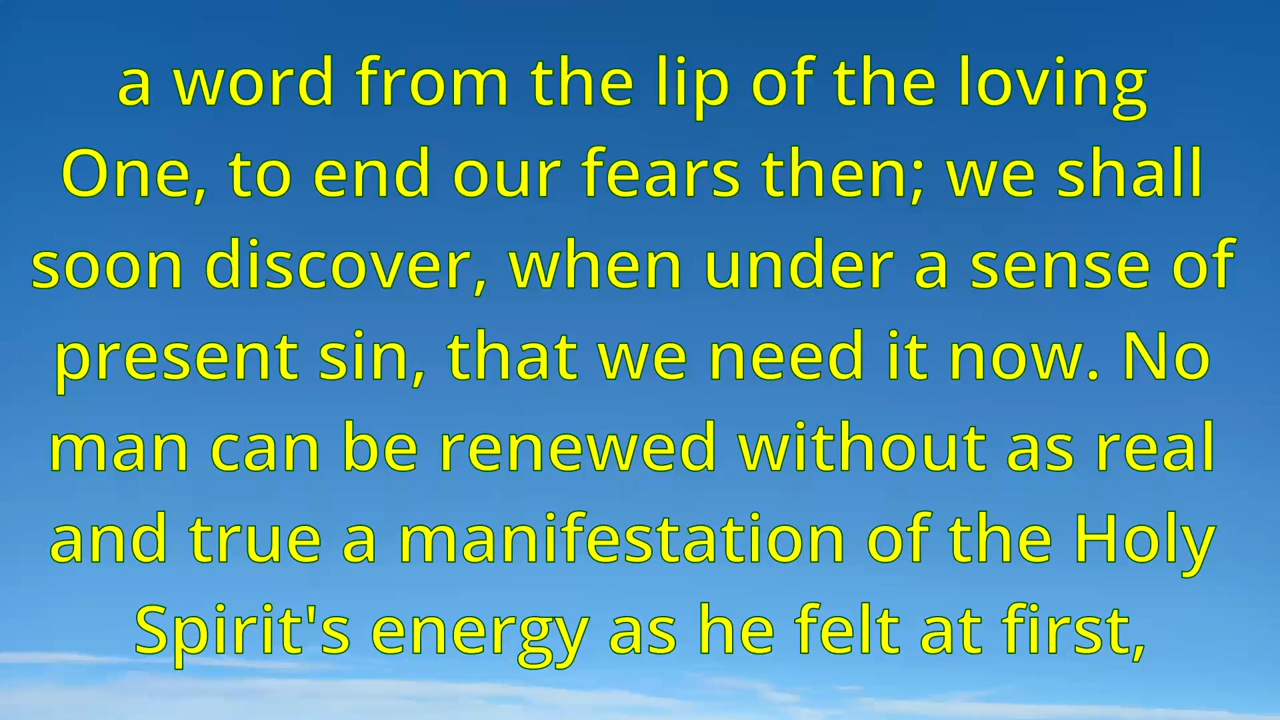 a word from the lip of the loving
One, to end our fears then; we shall
soon discover, when under a sense of
present sin, that we need it now. No
man can be renewed without as real
and true a manifestation of the Holy
Spirit's energy as he felt at first,